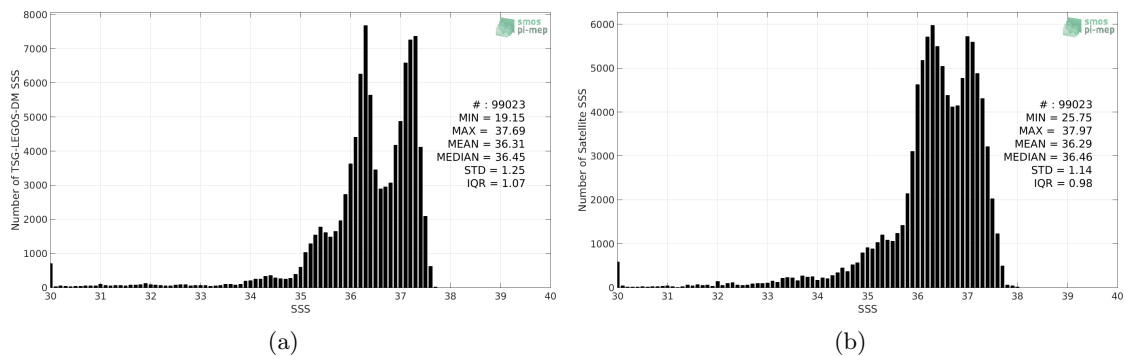 smos
pi-mep
8000
7000
6000
5000
4000
3000
2000
1000
0
Number of TSG-LEGOS-DM SSS
# : 99023
MIN = 19.15
MAX = 37.69
MEAN = 36.31
MEDIAN = 36.45
STD = 1.25
IQR = 1.07
30 31 32 33 34 35 36 37 38 39 40
SSS
(a)
smos
pi-mep
6000
5000
4000
3000
2000
1000
0
Number of Satellite SSS
# : 99023
MIN = 25.75
MAX = 37.97
MEAN = 36.29
MEDIAN = 36.46
STD = 1.14
IQR = 0.98
30 31 32 33 34 35 36 37 38 39 40
SSS
(b)